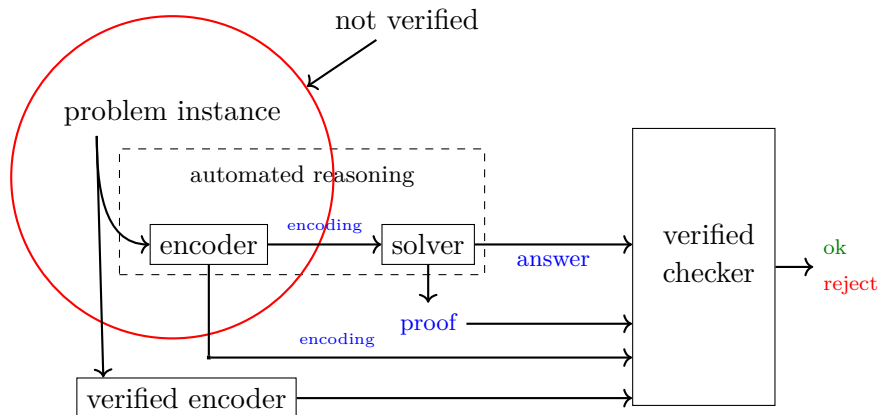 not verified
problem instance
automated reasoning
encoder
encoding
solver
answer
verified
checker
ok
reject
proof
encoding
verified encoder